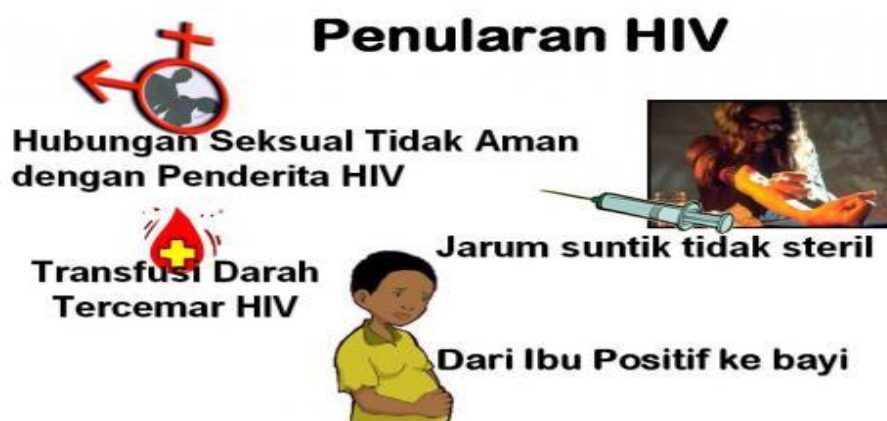 Penularan HIV
Hubungan Seksual Tidak Aman
dengan Penderita HIV
Jarum suntik tidak steril
Transfusi Darah
Tercemar HIV
Dari Ibu Positif ke bayi